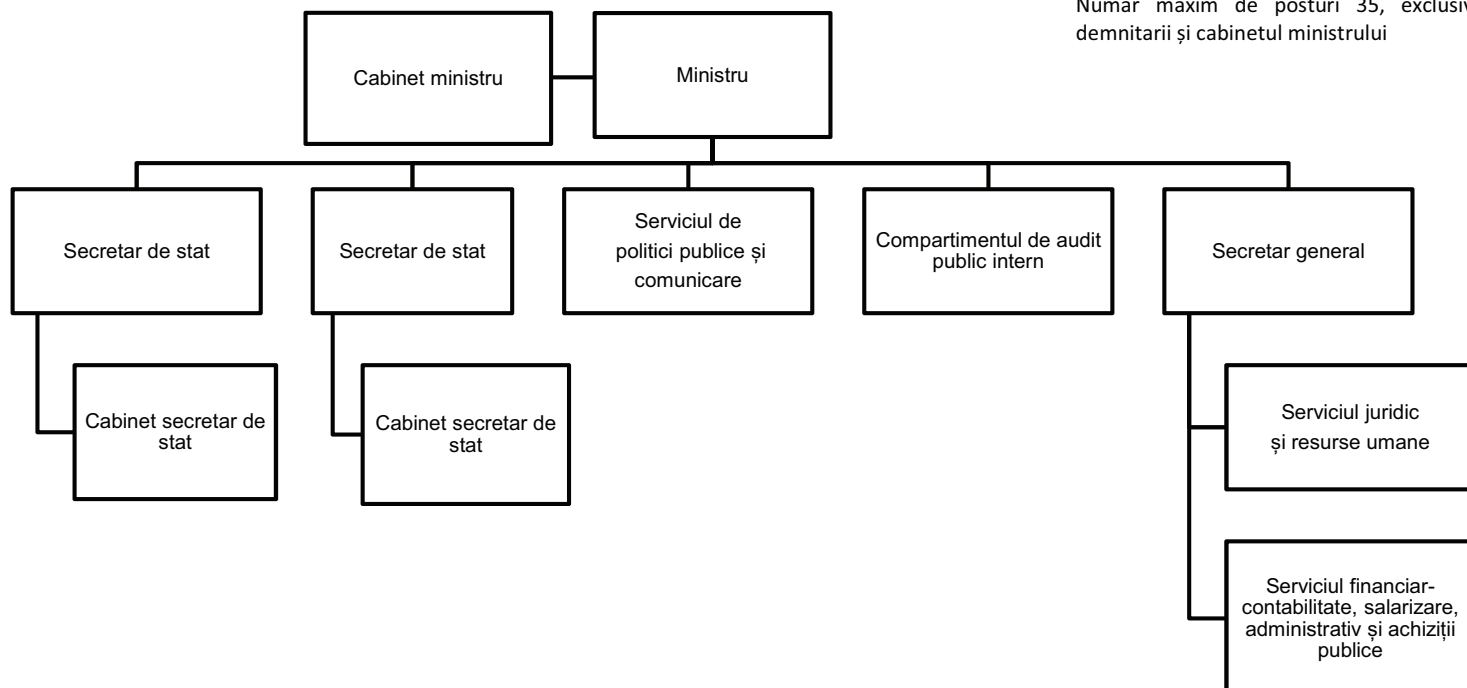 Număr maxim de posturi 35, exclusiv
demnitarii și cabinetul ministrului
Cabinet ministru
Ministru
Secretar de stat
Secretar de stat
Serviciul de
politici publice și
comunicare
Compartimentul de audit
public intern
Secretar general
Cabinet secretar de
stat
Cabinet secretar de
stat
Serviciul juridic
și resurse umane
Serviciul financiar-
contabilitate, salarizare,
administrativ și achiziții
publice